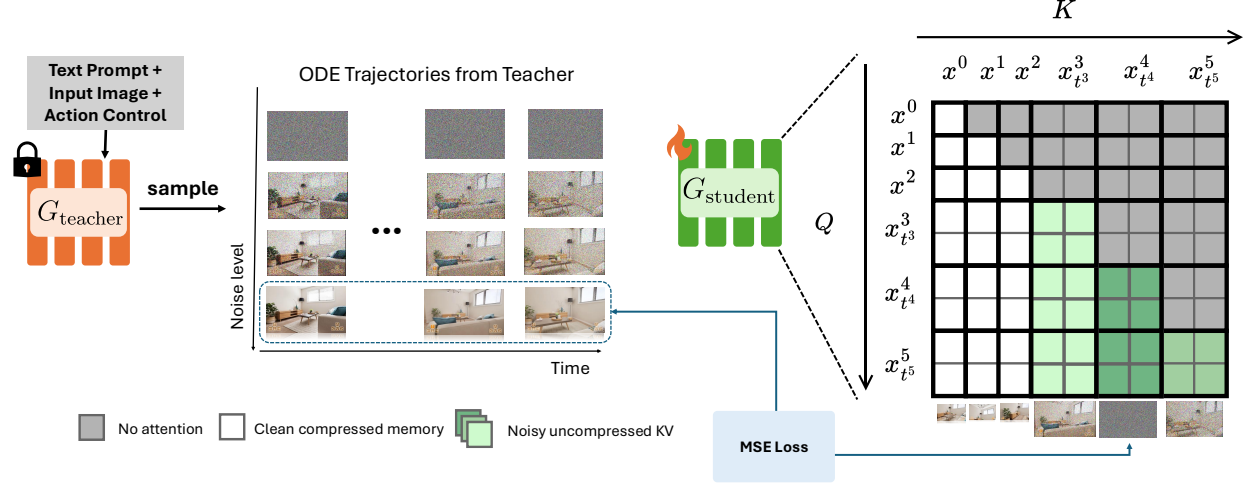 K
Text Prompt +
Input Image +
Action Control
ODE Trajectories from Teacher
x^0 x^1 x^2 x^3_{t^3} x^4_{t^4} x^5_{t^5}
x^0
x^1
x^2
x^3_{t^3}
x^4_{t^4}
x^5_{t^5}
G_teacher
sample
...
Noise level
Time
G_student
Q
No attention
Clean compressed memory
Noisy uncompressed KV
MSE Loss